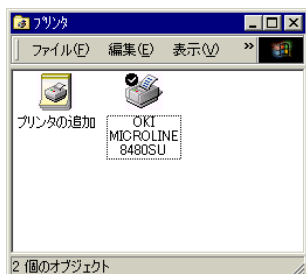 プリンタ
ファイル(F) 編集(E) 表示(V) »
プリンタの追加
OKI
MICROLINE
8480SU
2 個のオブジェクト